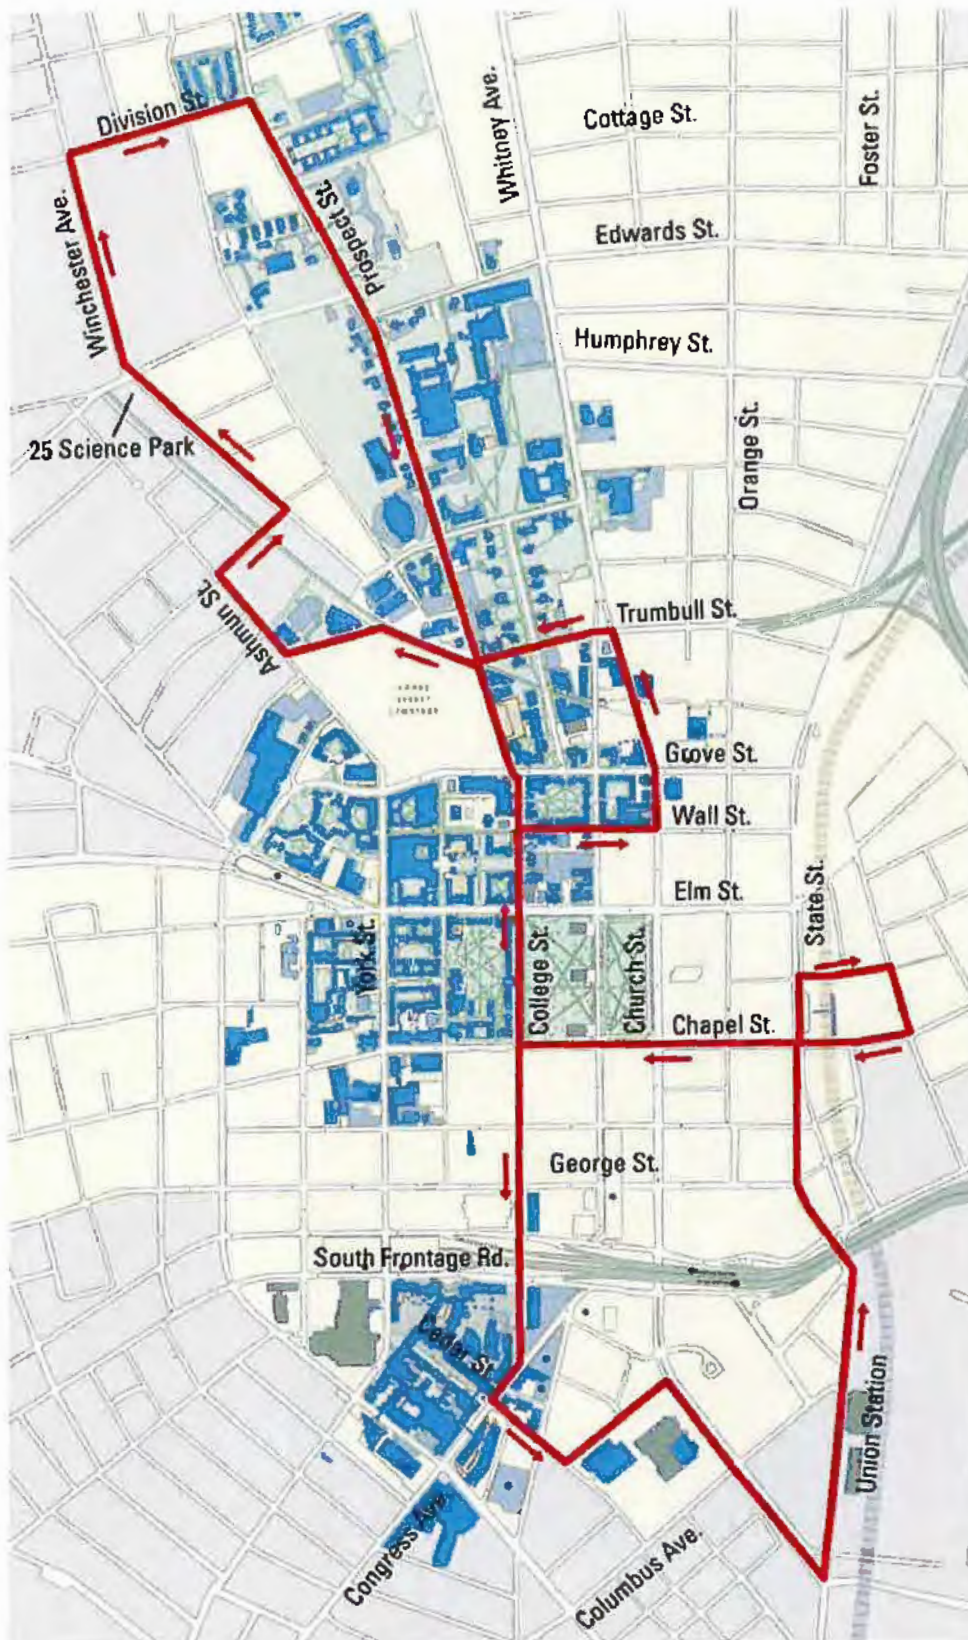 Division St.
Whitney Ave.
Cottage St.
Foster St.
Winchester Ave.
Prospect St.
Edwards St.
Humphrey St.
25 Science Park
Orange St.
Ashmun St.
Trumbull St.
Grove St.
Wall St.
Elm St.
State St.
York St.
College St.
Church St.
Chapel St.
George St.
South Frontage Rd.
Cedar St.
Union Station
Congress Ave.
Columbus Ave.